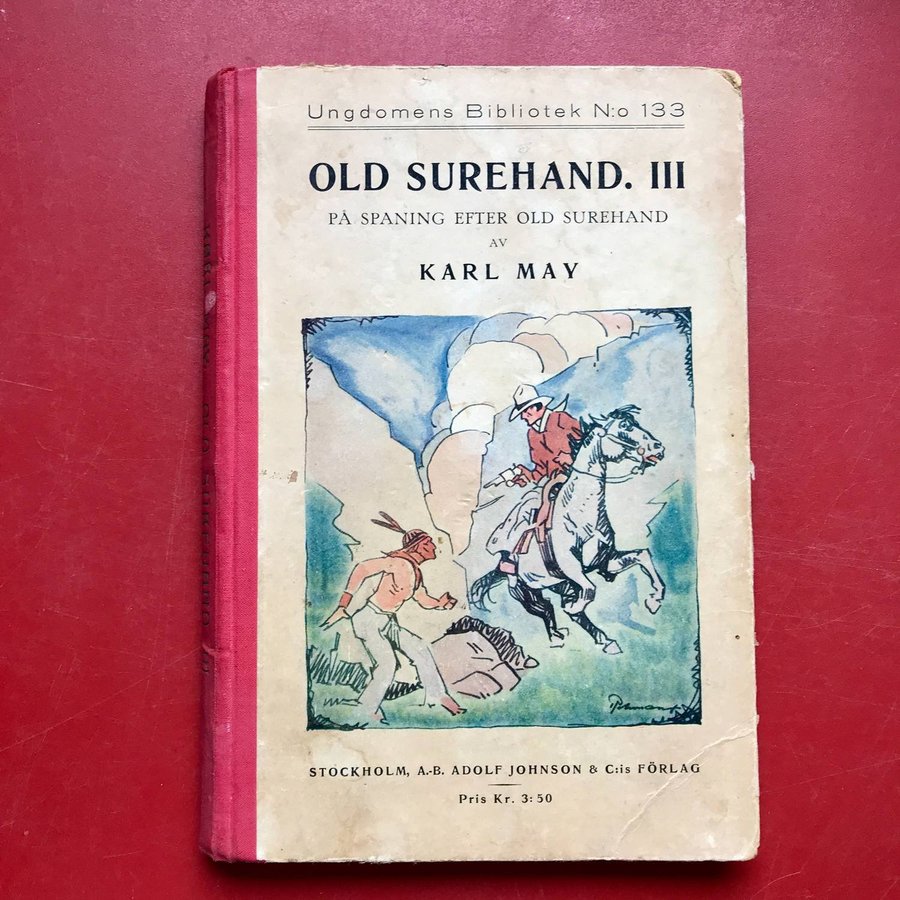 Ungdomens Bibliotek N:o 133
OLD SUREHAND. III
PÅ SPANING EFTER OLD SUREHAND
AV
KARL MAY
STOCKHOLM, A.-B. ADOLF JOHNSON & C:is FÖRLAG
Pris Kr. 3:50